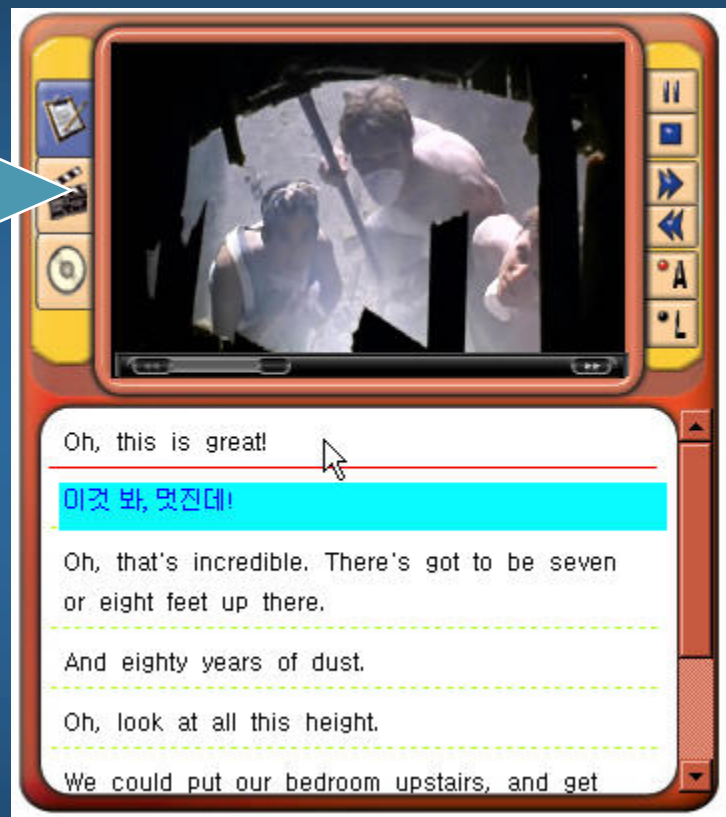 A
L
Oh, this is great!
이것 봐, 멋진데!
Oh, that's incredible. There's got to be seven
or eight feet up there.
And eighty years of dust.
Oh, look at all this height.
We could put our bedroom upstairs, and get